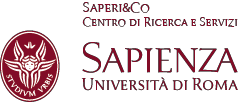 SAPERI&CO
CENTRO DI RICERCA E SERVIZI
SAPIENZA
UNIVERSITÀ DI ROMA
STVDIVM VRBIS